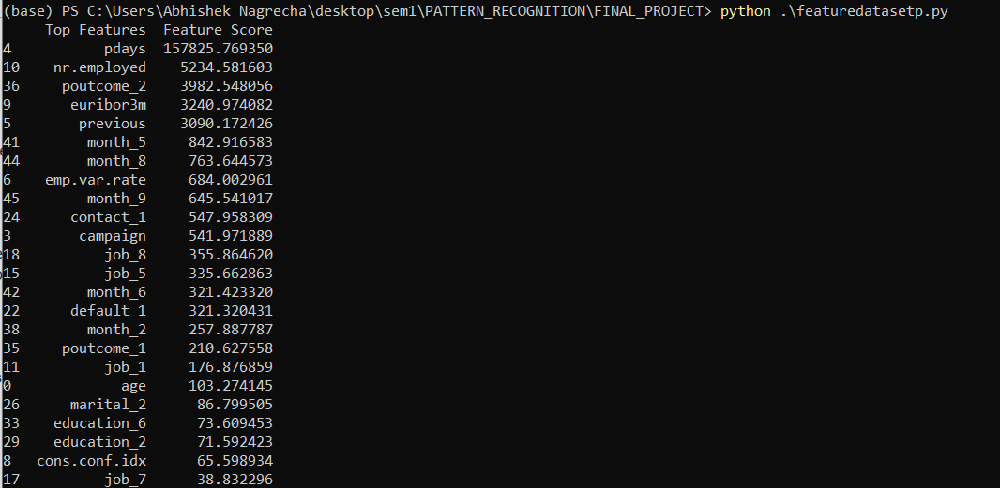 (base) PS C:\Users\Abhishek Nagrecha\desktop\sem1\PATTERN_RECOGNITION\FINAL_PROJECT> python .\featuredatasetp.py
Top Features Feature Score
4 pdays 157825.769350
10 nr.employed 5234.581603
36 poutcome_2 3982.548056
9 euribor3m 3240.974082
5 previous 3090.172426
41 month_5 842.916583
44 month_8 763.644573
6 emp.var.rate 684.002961
45 month_9 645.541017
24 contact_1 547.958309
3 campaign 541.971889
18 job_8 355.864620
15 job_5 335.662863
42 month_6 321.423320
22 default_1 321.320431
38 month_2 257.887787
35 poutcome_1 210.627558
11 job_1 176.876859
0 age 103.274145
26 marital_2 86.799505
33 education_6 73.609453
29 education_2 71.592423
8 cons.conf.idx 65.598934
17 job_7 38.832296